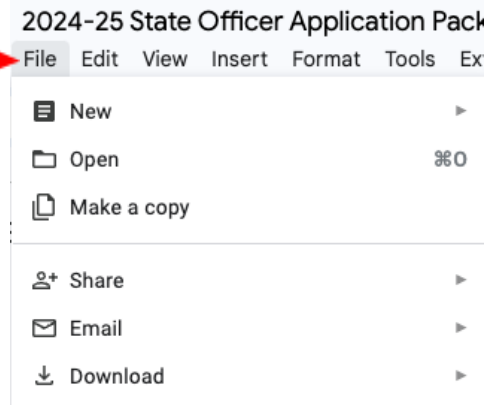 2024-25 State Officer Application Pack
File Edit View Insert Format Tools Ex
New
Open ⌘O
Make a copy
Share
Email
Download